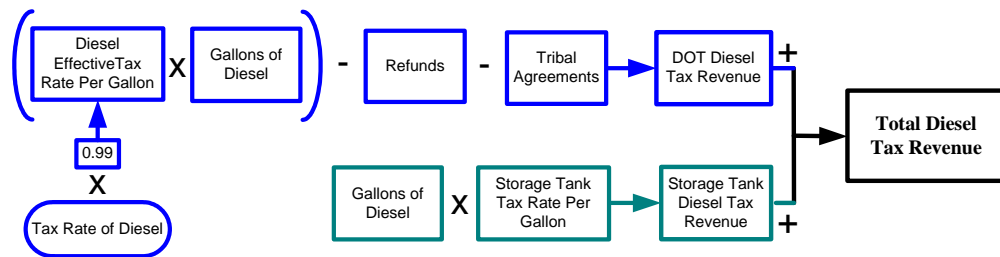 Diesel
EffectiveTax
Rate Per Gallon
X
Gallons of
Diesel
-
Refunds
-
Tribal
Agreements
DOT Diesel
Tax Revenue
+
0.99
X
Tax Rate of Diesel
Total Diesel
Tax Revenue
Gallons of
Diesel
X
Storage Tank
Tax Rate Per
Gallon
Storage Tank
Diesel Tax
Revenue
+